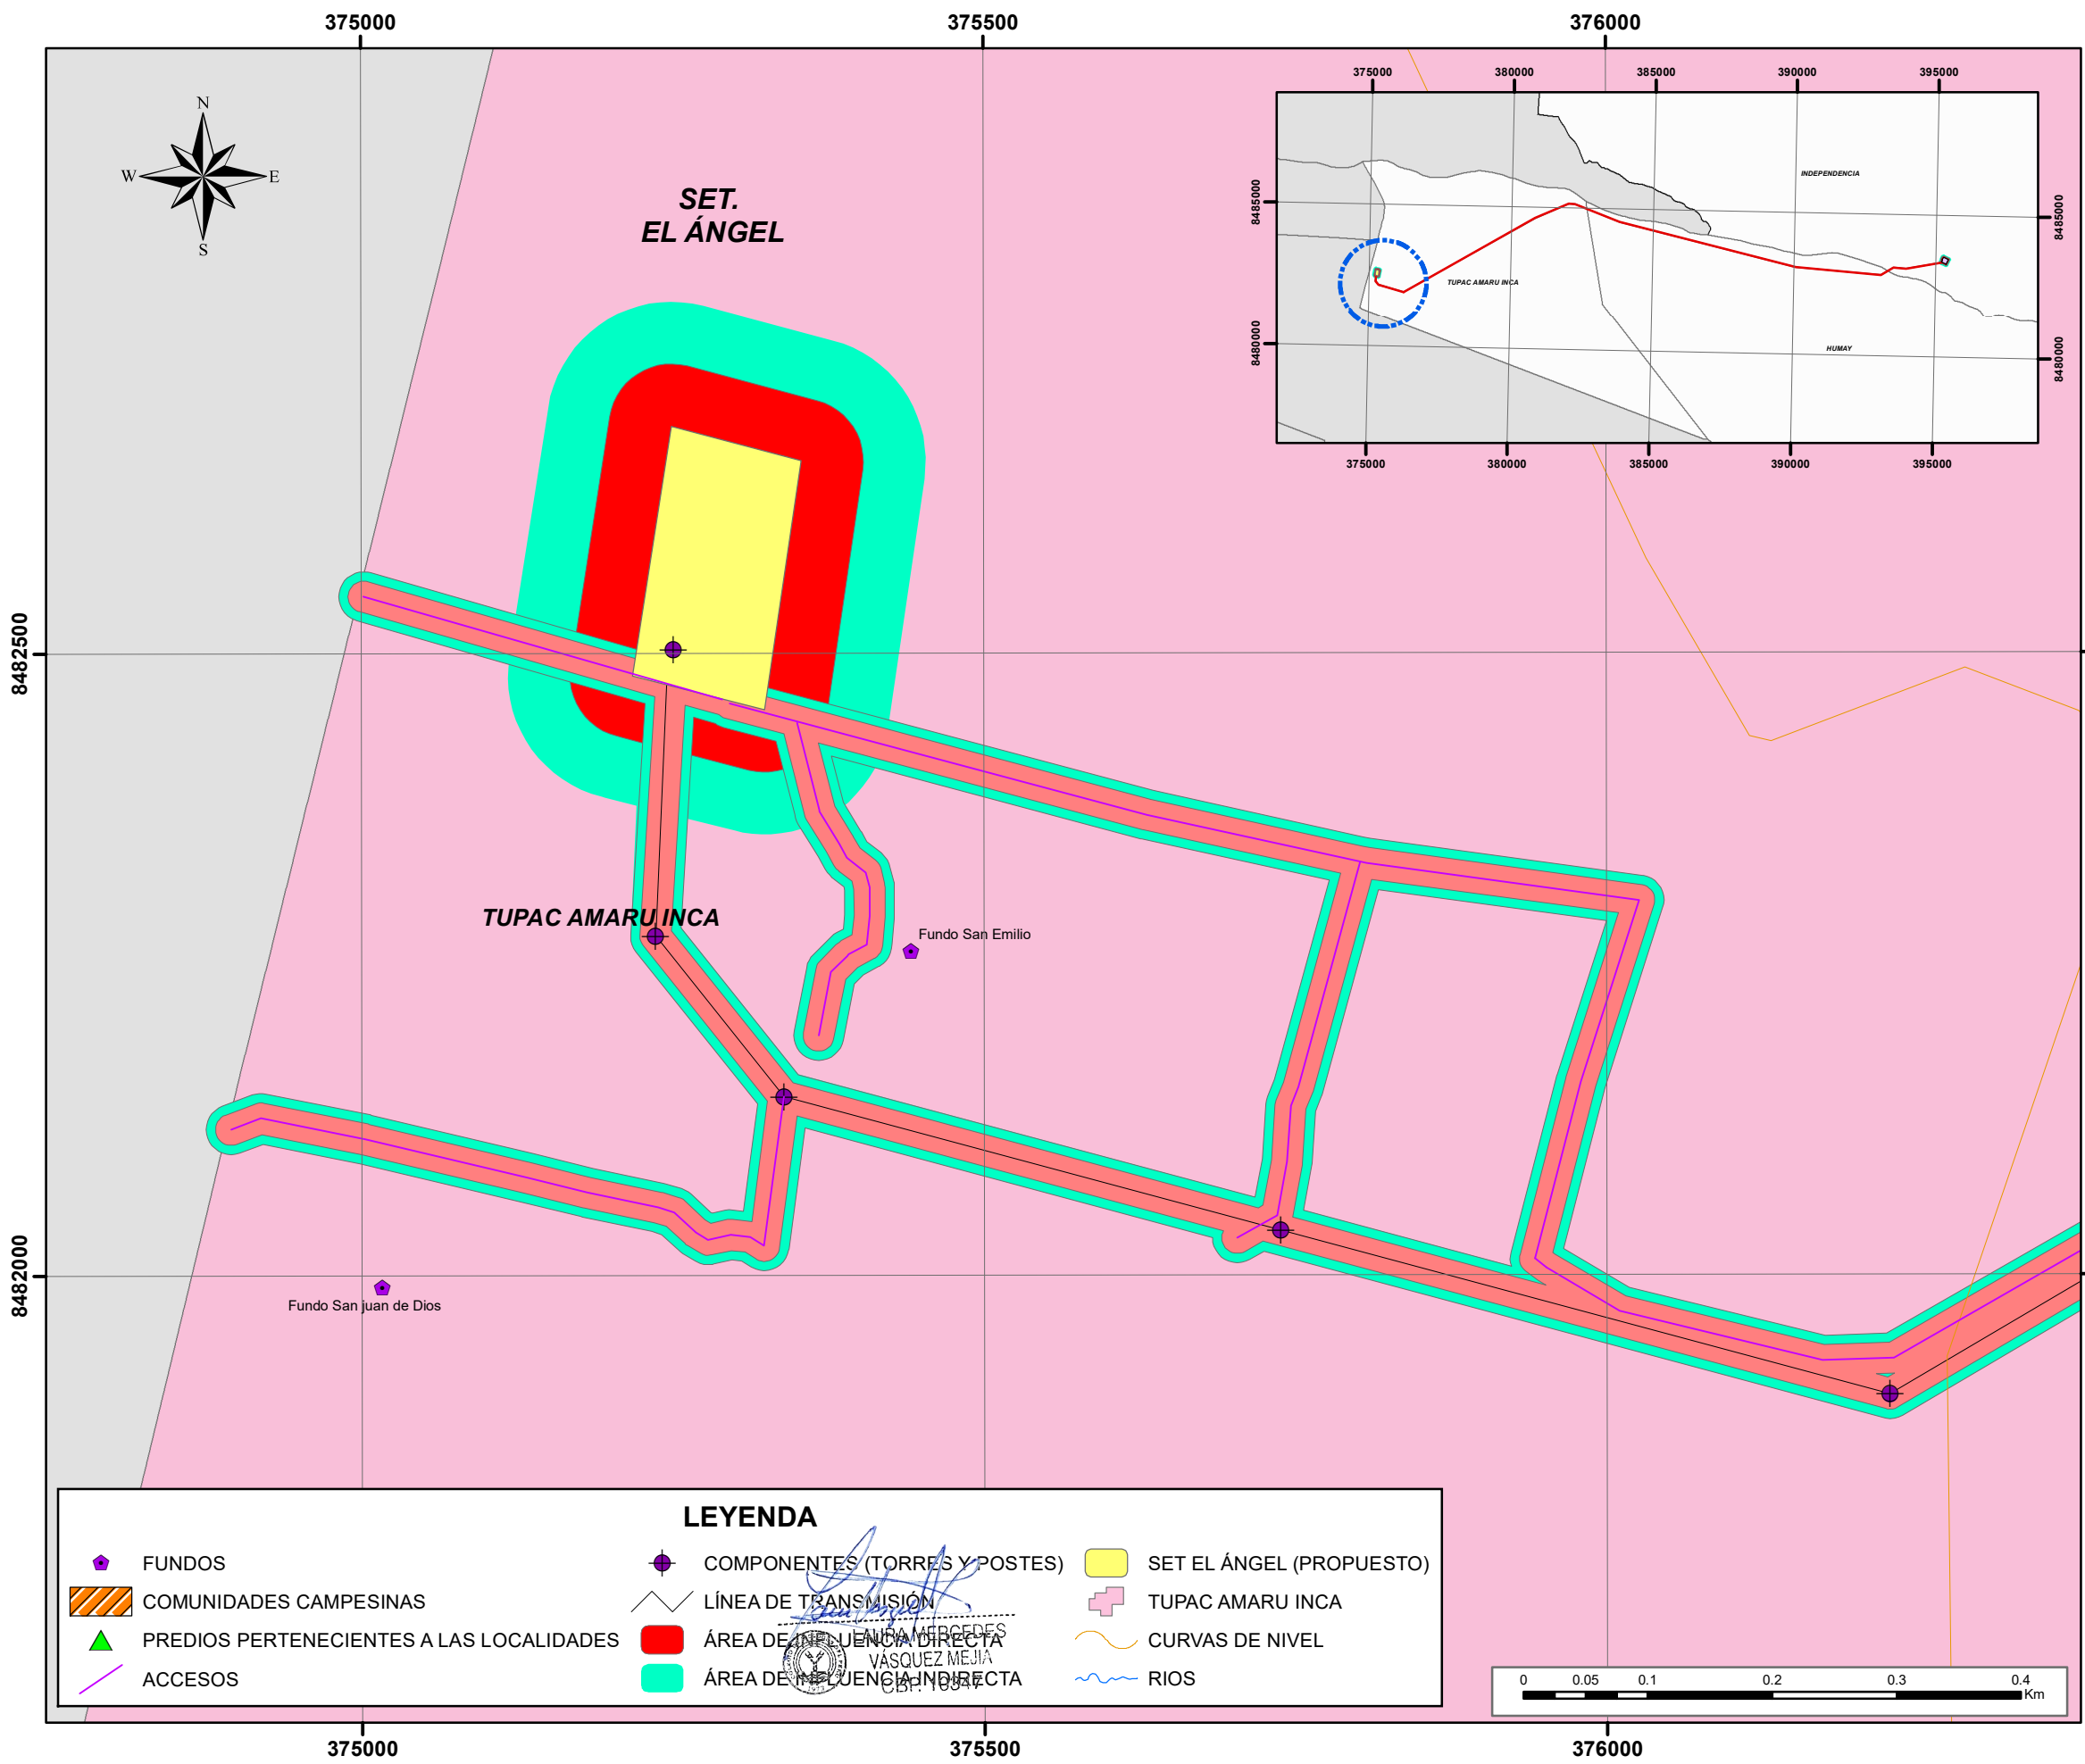 375000 375500 376000
375000 380000 385000 390000 395000
N
W E
S
SET.
EL ÁNGEL
INDEPENDENCIA
8485000 8485000
TUPAC AMARU INCA
8480000 8480000
HUMAY
375000 380000 385000 390000 395000
8482500
TUPAC AMARU INCA
Fundo San Emilio
8482000
Fundo San juan de Dios
LEYENDA
FUNDOS
COMUNIDADES CAMPESINAS
PREDIOS PERTENECIENTES A LAS LOCALIDADES
ACCESOS
COMPONENTES (TORRES Y POSTES)
LÍNEA DE TRANSMISIÓN
ÁREA DE INFLUENCIA DIRECTA
ÁREA DE INFLUENCIA INDIRECTA
SET EL ÁNGEL (PROPUESTO)
TUPAC AMARU INCA
CURVAS DE NIVEL
RIOS
LAURA MERCEDES
VÁSQUEZ MEJIA
0 0.05 0.1 0.2 0.3 0.4
Km
375000 375500 376000